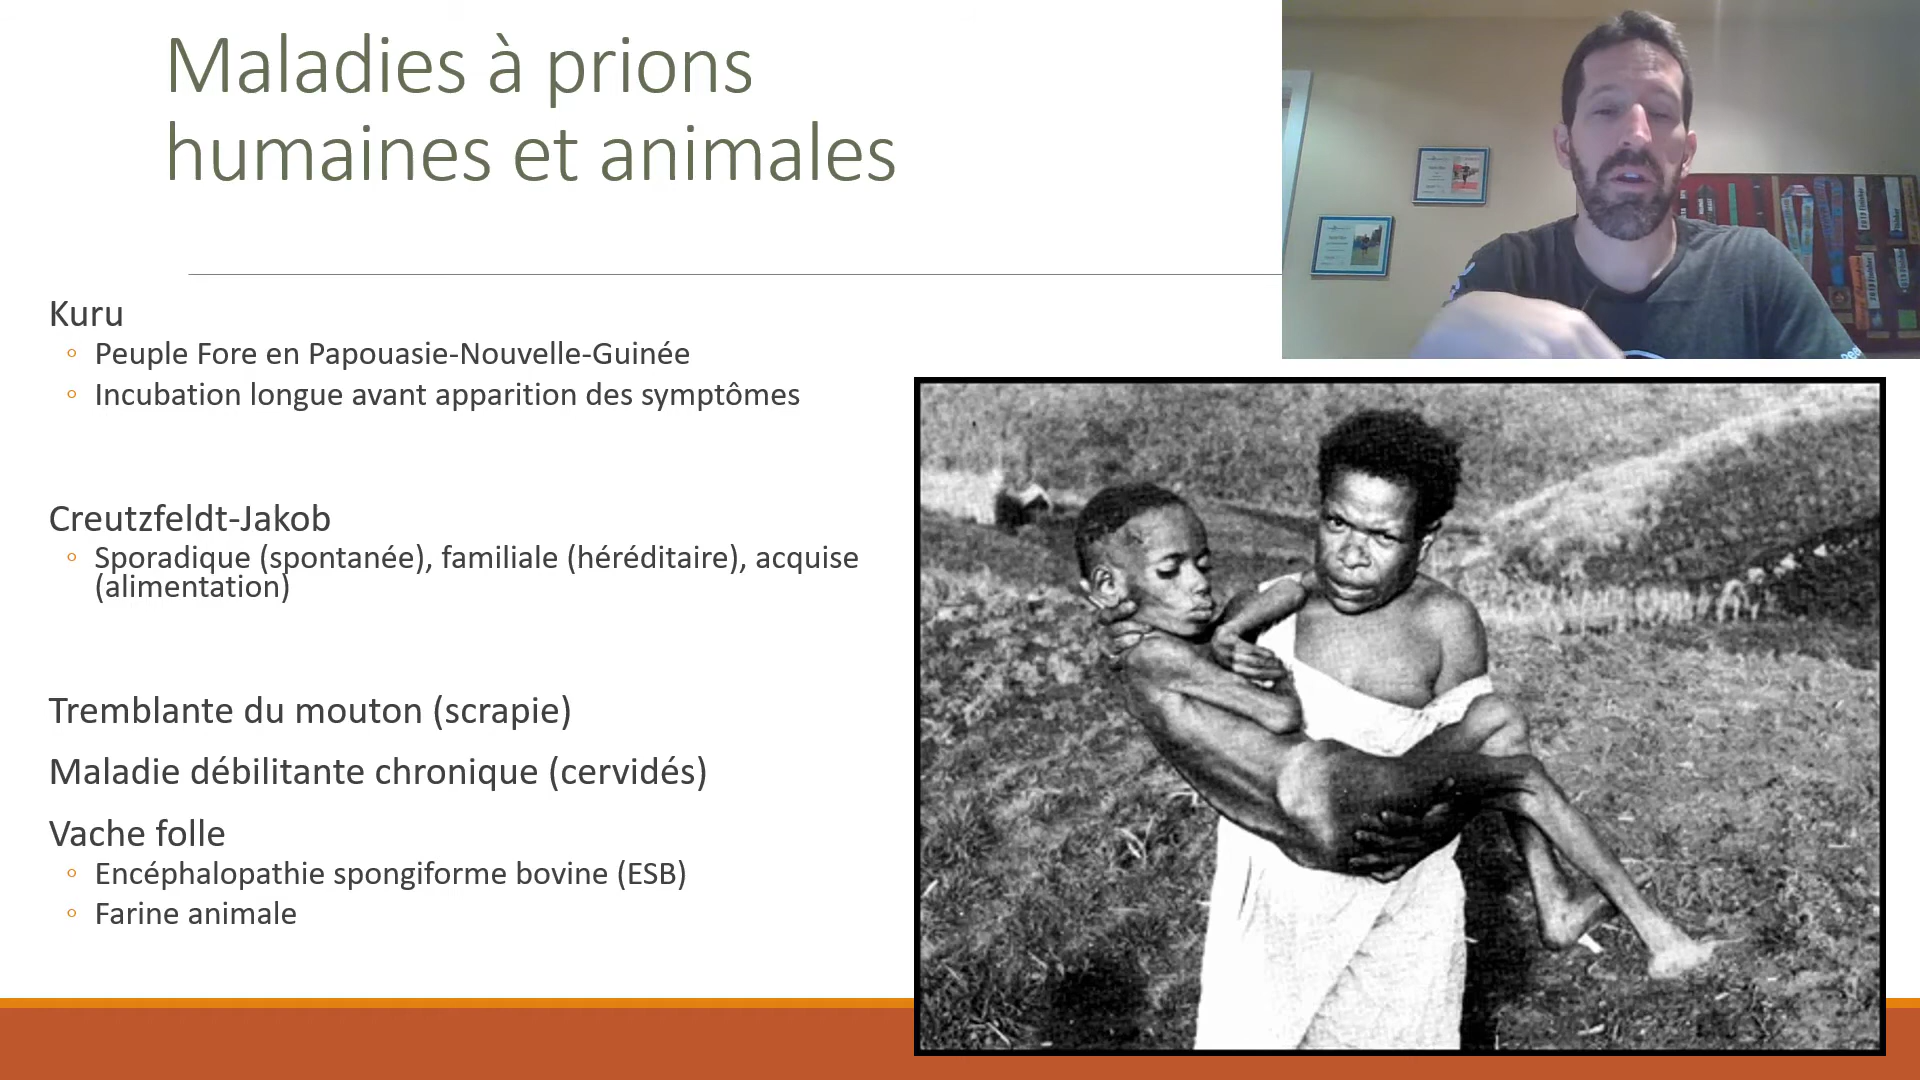 Maladies à prions
humaines et animales
Kuru
◦ Peuple Fore en Papouasie-Nouvelle-Guinée
◦ Incubation longue avant apparition des symptômes
Creutzfeldt-Jakob
◦ Sporadique (spontanée), familiale (héréditaire), acquise
(alimentation)
Tremblante du mouton (scrapie)
Maladie débilitante chronique (cervidés)
Vache folle
◦ Encéphalopathie spongiforme bovine (ESB)
◦ Farine animale